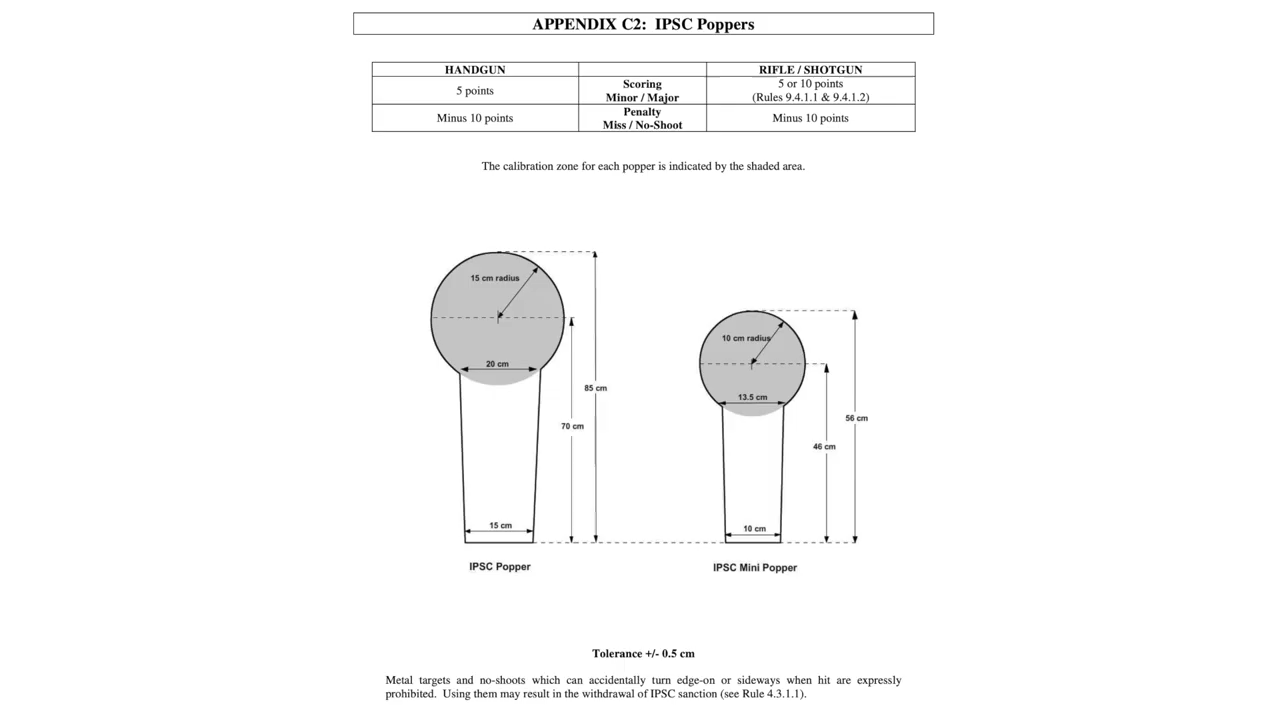 APPENDIX C2: IPSC Poppers
HANDGUN
RIFLE / SHOTGUN
5 points
Scoring
Minor / Major
5 or 10 points
(Rules 9.4.1.1 & 9.4.1.2)
Minus 10 points
Penalty
Miss / No-Shoot
Minus 10 points
The calibration zone for each popper is indicated by the shaded area.
15 cm radius
20 cm
85 cm
70 cm
15 cm
IPSC Popper
10 cm radius
13.5 cm
56 cm
46 cm
10 cm
IPSC Mini Popper
Tolerance +/- 0.5 cm
Metal targets and no-shoots which can accidentally turn edge-on or sideways when hit are expressly
prohibited. Using them may result in the withdrawal of IPSC sanction (see Rule 4.3.1.1).